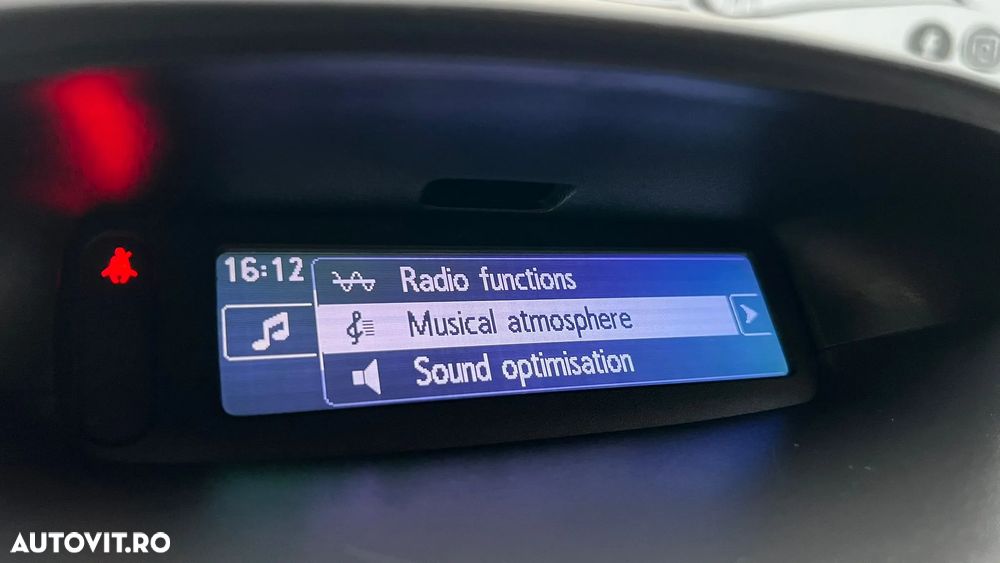 16:12
Radio functions
Musical atmosphere
Sound optimisation
AUTOVIT.RO